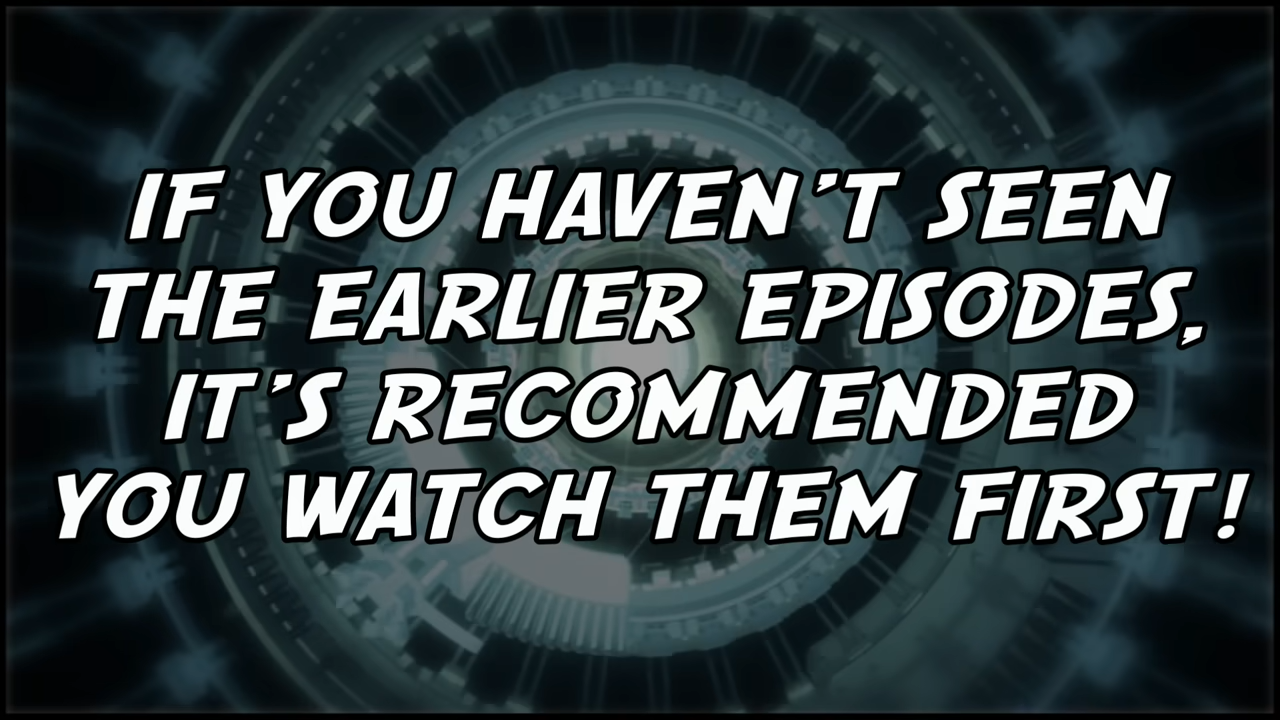 IF YOU HAVEN'T SEEN
THE EARLIER EPISODES,
IT'S RECOMMENDED
YOU WATCH THEM FIRST!